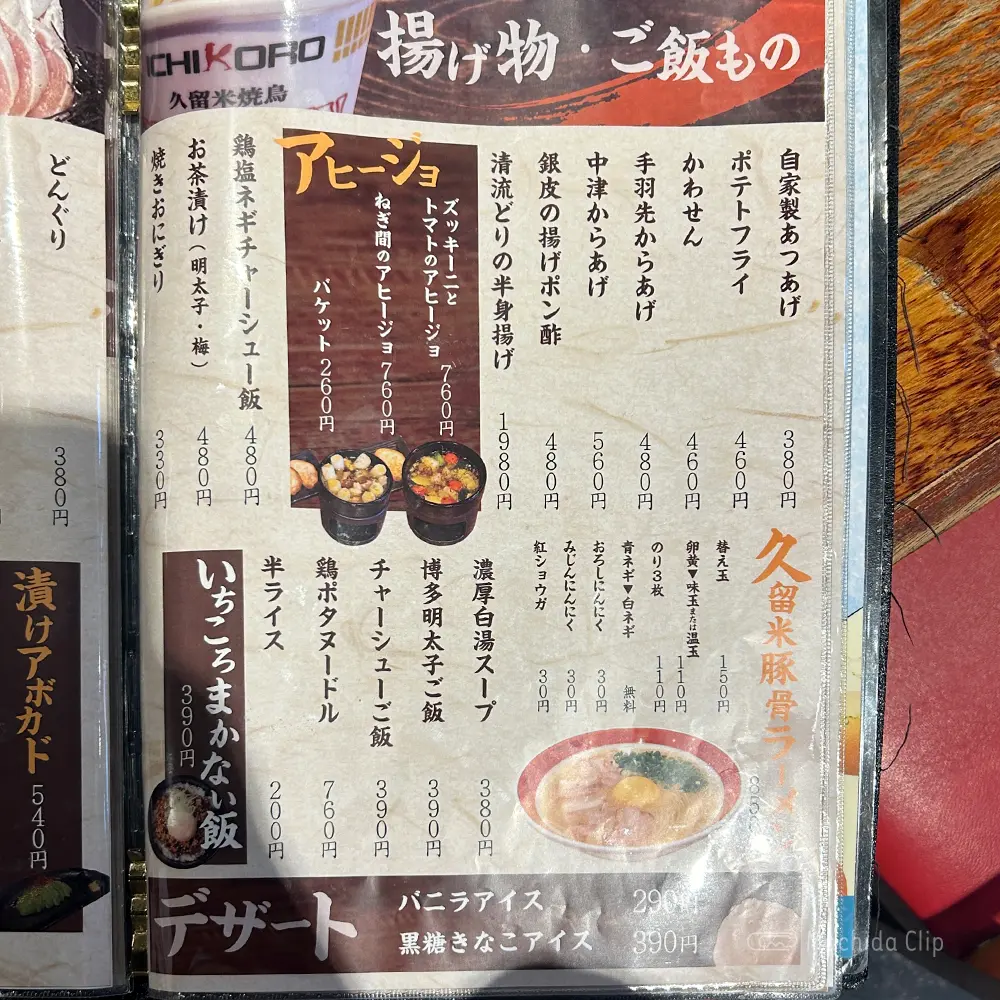 ICHIKORO
久留米焼鳥
揚げ物・ご飯もの
自家製あつあげ 380円
ポテトフライ 460円
かわせん 460円
手羽先からあげ 480円
中津からあげ 560円
銀皮の揚げポン酢 480円
清流どりの半身揚げ 1980円
アヒージョ
ズッキーニと
トマトのアヒージョ 760円
ねぎ間のアヒージョ 760円
バケット 260円
鶏塩ネギチャーシュー飯 480円
お茶漬け(明太子・梅) 480円
焼きおにぎり 330円
久留米豚骨ラーメン
替え玉 150円
卵黄▼味玉または温玉 110円
のり3枚 110円
青ネギ▼白ネギ 無料
おろしにんにく 30円
みじんにんにく 30円
紅ショウガ 30円
濃厚白湯スープ 380円
博多明太子ご飯 390円
チャーシューご飯 390円
鶏ポタヌードル 760円
半ライス 200円
いちころまかない飯
390円
デザート
バニラアイス 290円
黒糖きなこアイス 390円
どんぐり 380円
漬けアボカド 540円
Machida Clip